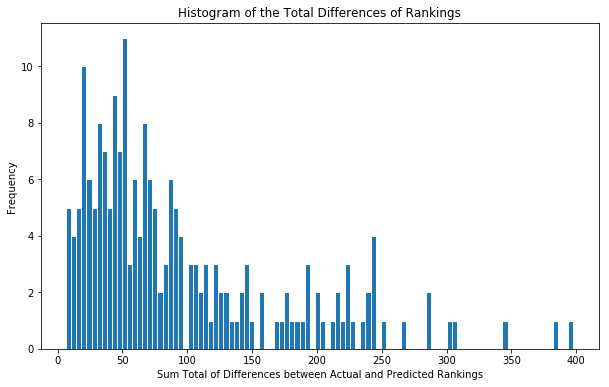 Histogram of the Total Differences of Rankings
Frequency
10
8
6
4
2
0
0 50 100 150 200 250 300 350 400
Sum Total of Differences between Actual and Predicted Rankings